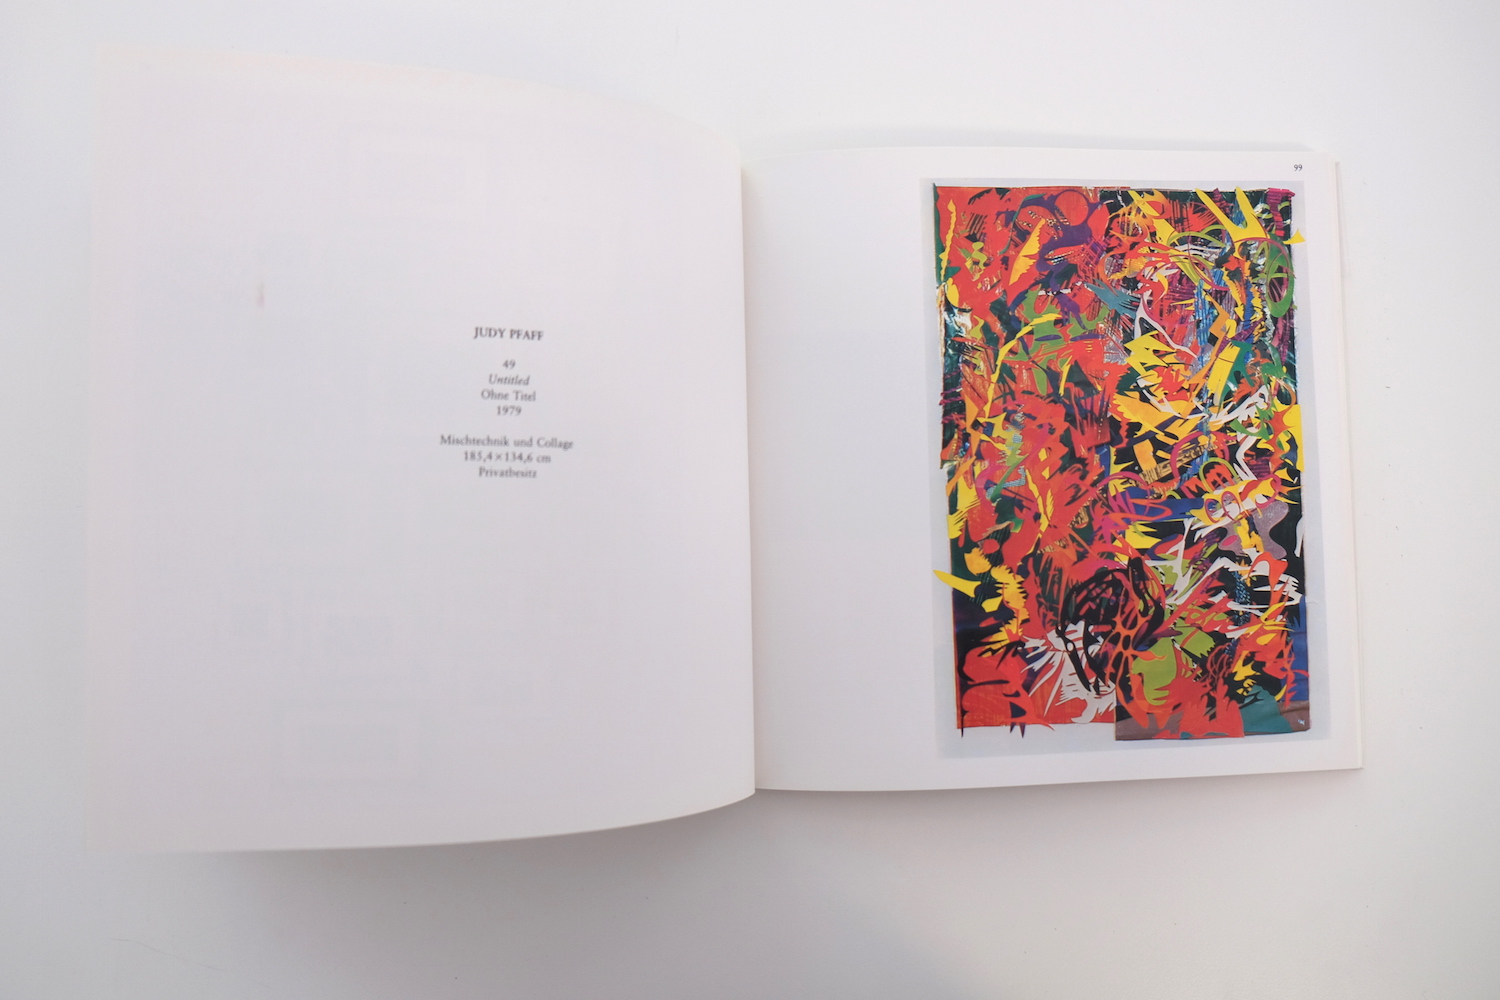 JUDY PFAFF
49
Untitled
Ohne Titel
1979
Mischtechnik und Collage
185,4 × 134,6 cm
Privatbesitz
99